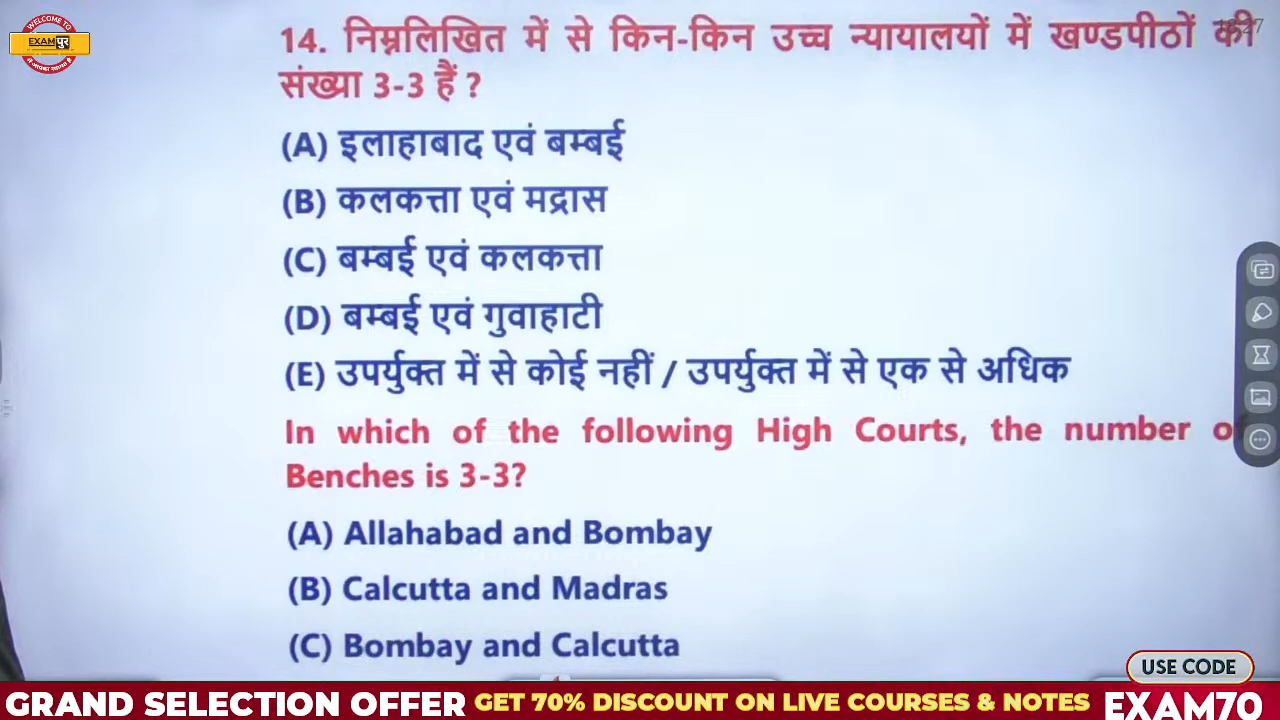 WELCOME TO
EXAMपुर
14. निम्नलिखित में से किन-किन उच्च न्यायालयों में खण्डपीठों की
संख्या 3-3 हैं ?
(A) इलाहाबाद एवं बम्बई
(B) कलकत्ता एवं मद्रास
(C) बम्बई एवं कलकत्ता
(D) बम्बई एवं गुवाहाटी
(E) उपर्युक्त में से कोई नहीं / उपर्युक्त में से एक से अधिक
In which of the following High Courts, the number of
Benches is 3-3?
(A) Allahabad and Bombay
(B) Calcutta and Madras
(C) Bombay and Calcutta
USE CODE
GRAND SELECTION OFFER GET 70% DISCOUNT ON LIVE COURSES & NOTES EXAM70